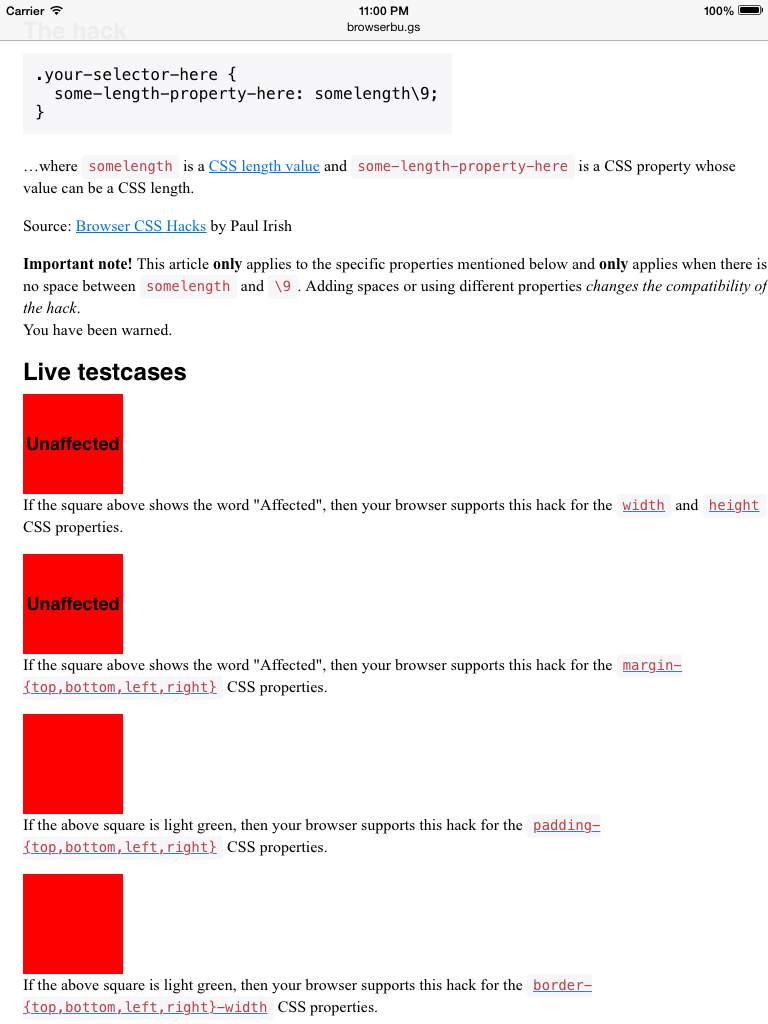 Carrier 11:00 PM 100%
browserbu.gs
The hack
.your-selector-here {
  some-length-property-here: somelength\9;
}
…where somelength is a CSS length value and some-length-property-here is a CSS property whose
value can be a CSS length.
Source: Browser CSS Hacks by Paul Irish
Important note! This article only applies to the specific properties mentioned below and only applies when there is
no space between somelength and \9 . Adding spaces or using different properties changes the compatibility of
the hack.
You have been warned.
Live testcases
Unaffected
If the square above shows the word "Affected", then your browser supports this hack for the width and height
CSS properties.
Unaffected
If the square above shows the word "Affected", then your browser supports this hack for the margin-
{top,bottom,left,right} CSS properties.
If the above square is light green, then your browser supports this hack for the padding-
{top,bottom,left,right} CSS properties.
If the above square is light green, then your browser supports this hack for the border-
{top,bottom,left,right}-width CSS properties.